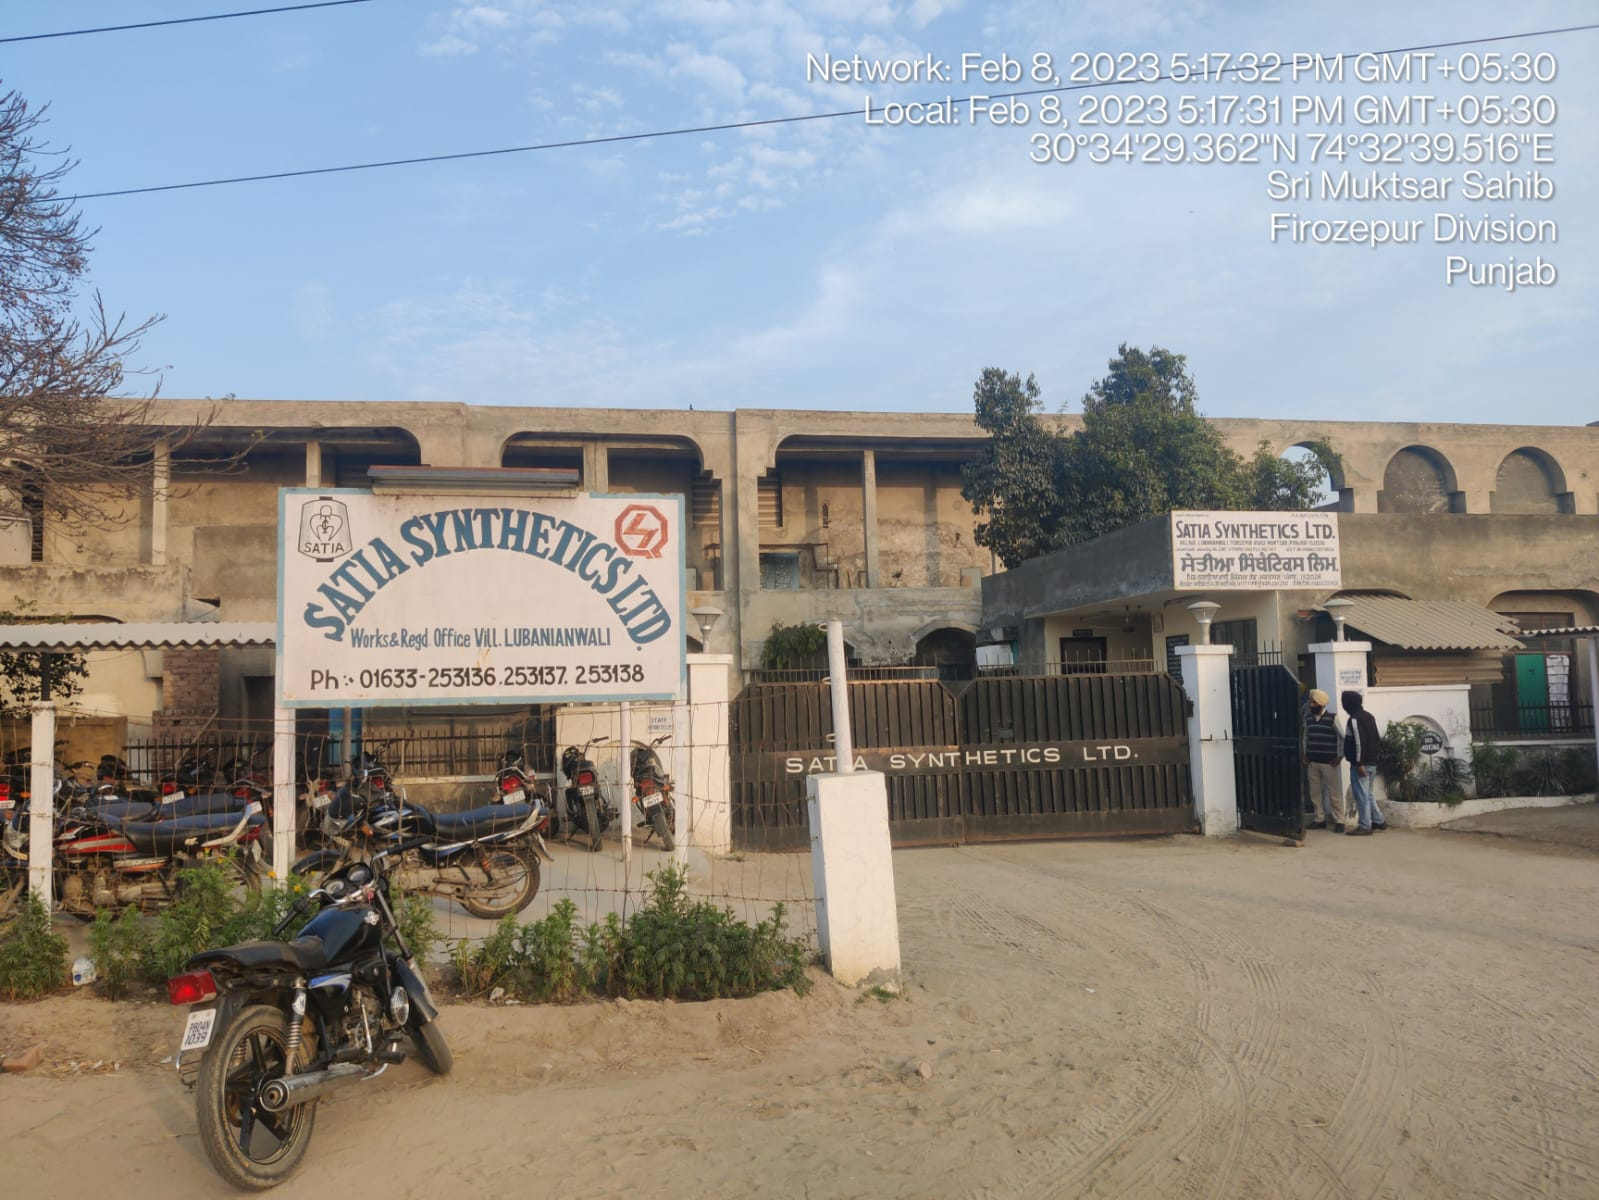 Network: Feb 8, 2023 5:17:32 PM GMT+05:30
Local: Feb 8, 2023 5:17:31 PM GMT+05:30
30°34'29.362"N 74°32'39.516"E
Sri Muktsar Sahib
Firozepur Division
Punjab
SATIA
SATIA SYNTHETICS LTD.
Works & Regd. Office Vill. LUBANIANWALI
Ph :- 01633-253136, 253137, 253138
SATIA SYNTHETICS LTD.
ਸੇਤੀਆ ਸਿੰਥੈਟਿਕਸ ਲਿਮ.
STAFF
SATIA SYNTHETICS LTD.
PB04N
1039